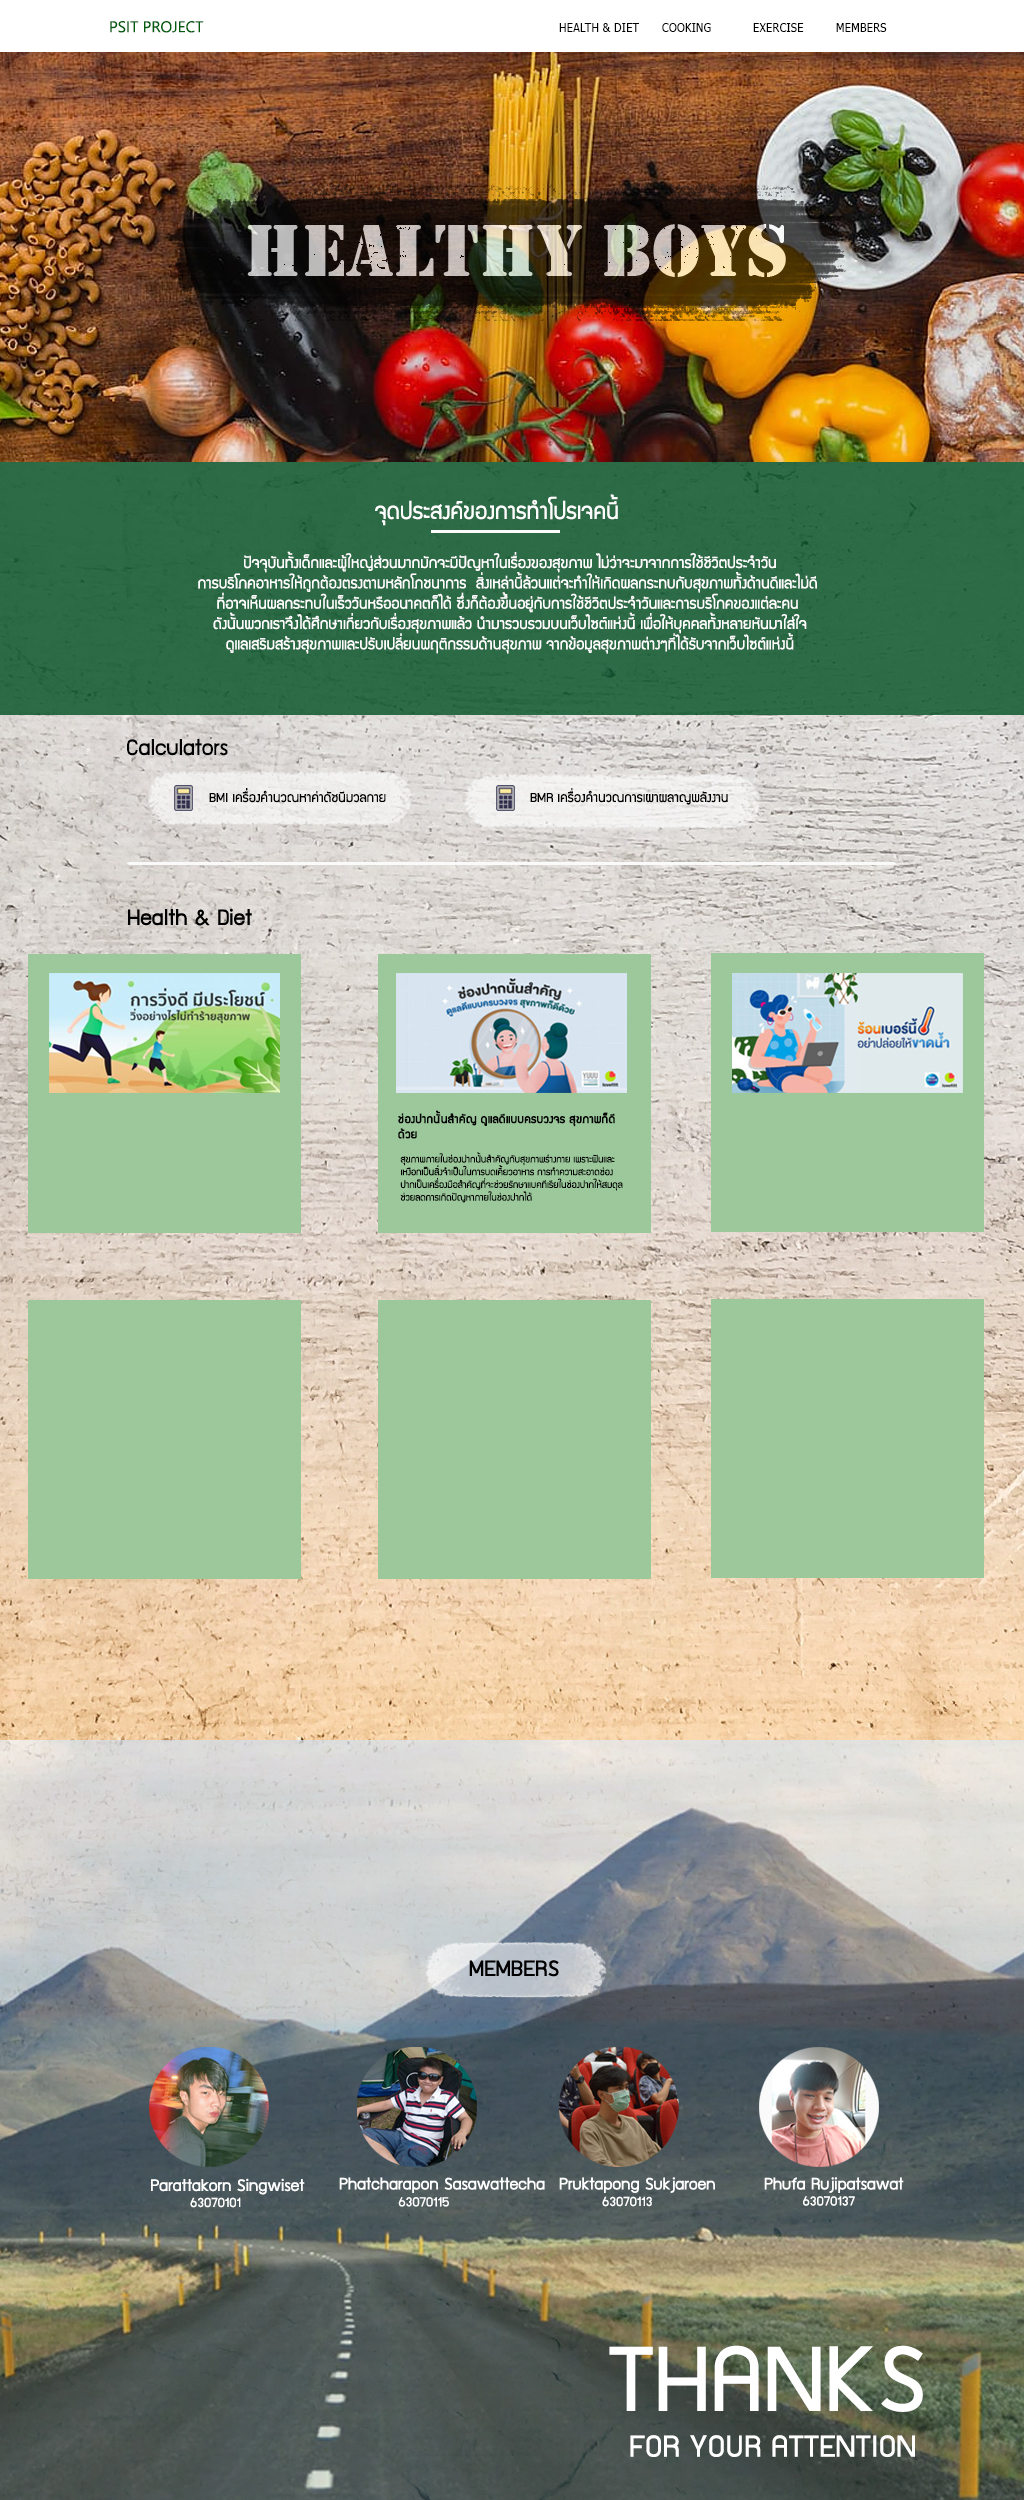 PSIT PROJECT
HEALTH & DIET
COOKING
EXERCISE
MEMBERS
HEALTHY BOYS
จุดประสงค์ของการทำโปรเจคนี้
ปัจจุบันทั้งเด็กและผู้ใหญ่ส่วนมากมักจะมีปัญหาในเรื่องของสุขภาพ ไม่ว่าจะมาจากการใช้ชีวิตประจำวัน
การบริโภคอาหารให้ถูกต้องตรงตามหลักโภชนาการ สิ่งเหล่านี้ล้วนแต่จะทำให้เกิดผลกระทบกับสุขภาพทั้งด้านดีและไม่ดี
ที่อาจเห็นผลกระทบในเร็ววันหรืออนาคตก็ได้ ซึ่งก็ต้องขึ้นอยู่กับการใช้ชีวิตประจำวันและการบริโภคของแต่ละคน
ดังนั้นพวกเราจึงได้ศึกษาเกี่ยวกับเรื่องสุขภาพแล้ว นำมารวบรวมบนเว็บไซต์แห่งนี้ เพื่อให้บุคคลทั้งหลายหันมาใส่ใจ
ดูแลเสริมสร้างสุขภาพและปรับเปลี่ยนพฤติกรรมด้านสุขภาพ จากข้อมูลสุขภาพต่างๆที่ได้รับจากเว็บไซต์แห่งนี้
Calculators
BMI เครื่องคำนวณหาค่าดัชนีมวลกาย
BMR เครื่องคำนวณการเผาผลาญพลังงาน
Health & Diet
การวิ่งดี มีประโยชน์
วิ่งอย่างไรไม่ทำร้ายสุขภาพ
ช่องปากนั้นสำคัญ
ดูแลดีแบบครบวงจร สุขภาพก็ดีด้วย
ร้อนเบอร์นี้
อย่าปล่อยให้ขาดน้ำ
ช่องปากนั้นสำคัญ ดูแลดีแบบครบวงจร สุขภาพก็ดี
ด้วย
สุขภาพภายในช่องปากนั้นสำคัญกับสุขภาพร่างกาย เพราะฟันและ
เหงือกเป็นสิ่งจำเป็นในการบดเคี้ยวอาหาร การทำความสะอาดช่อง
ปากเป็นเครื่องมือสำคัญที่จะช่วยรักษาแบคทีเรียในช่องปากให้สมดุล
ช่วยลดการเกิดปัญหาภายในช่องปากได้
MEMBERS
Parattakorn Singwiset
63070101
Phatcharapon Sasawattecha
63070115
Pruktapong Sukjaroen
63070113
Phufa Rujipatsawat
63070137
THANKS
FOR YOUR ATTENTION